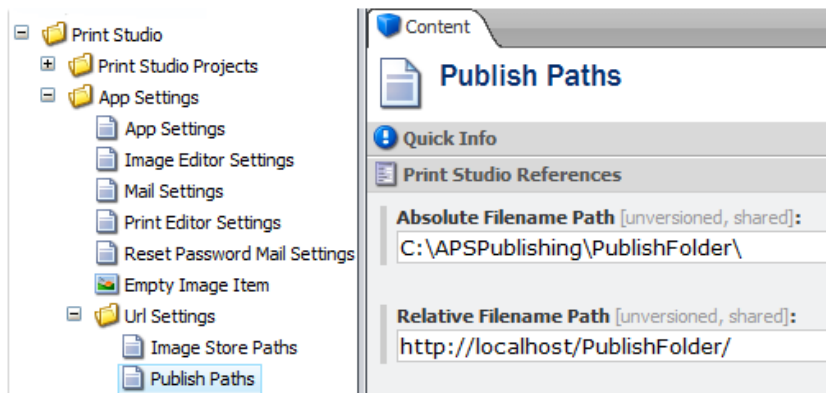 Print Studio
Print Studio Projects
App Settings
App Settings
Image Editor Settings
Mail Settings
Print Editor Settings
Reset Password Mail Settings
Empty Image Item
Url Settings
Image Store Paths
Publish Paths
Content
Publish Paths
Quick Info
Print Studio References
Absolute Filename Path [unversioned, shared]:
C:\APSPublishing\PublishFolder\
Relative Filename Path [unversioned, shared]:
http://localhost/PublishFolder/